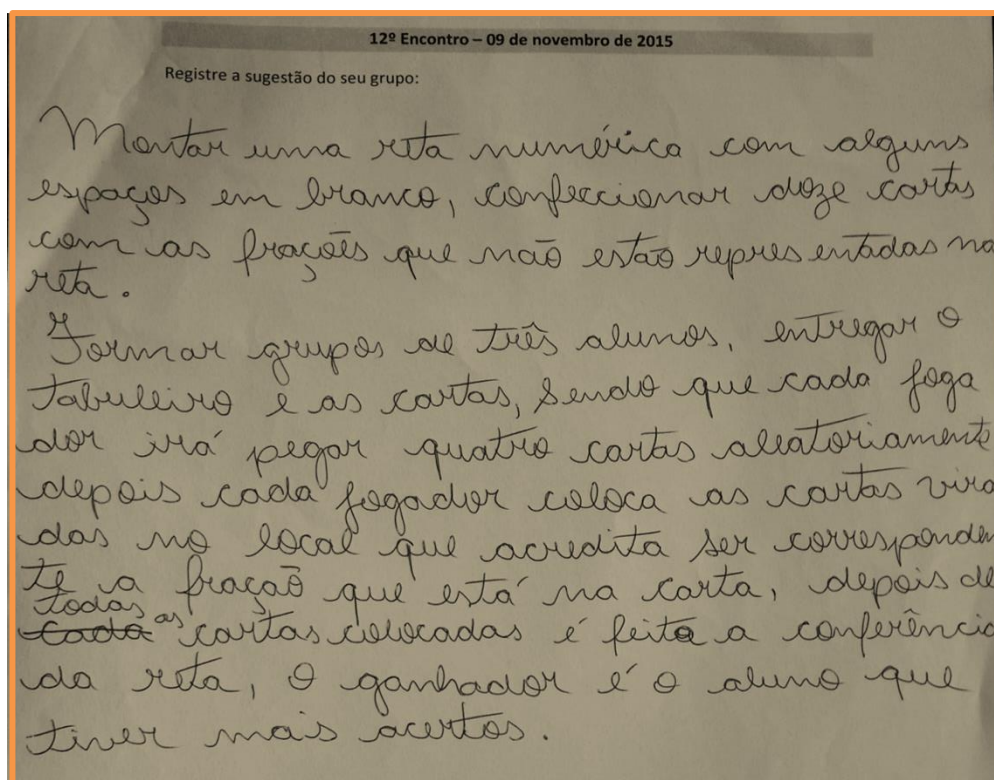 12º Encontro – 09 de novembro de 2015
Registre a sugestão do seu grupo:
Montar uma reta numérica com alguns
espaços em branco, confeccionar doze cartas
com as fraçoēs que não estão representadas na
reta.
Formar grupos de três alunos, entregar o
tabuleiro e as cartas, sendo que cada joga
dor irá pegar quatro cartas aleatoriamente
depois cada jogador coloca as cartas vira
das no local que acredita ser corresponden
te a fração que está na carta, depois de
todas as cartas colocadas é feita a conferência
da reta, o ganhador é o aluno que
tiver mais acertos.